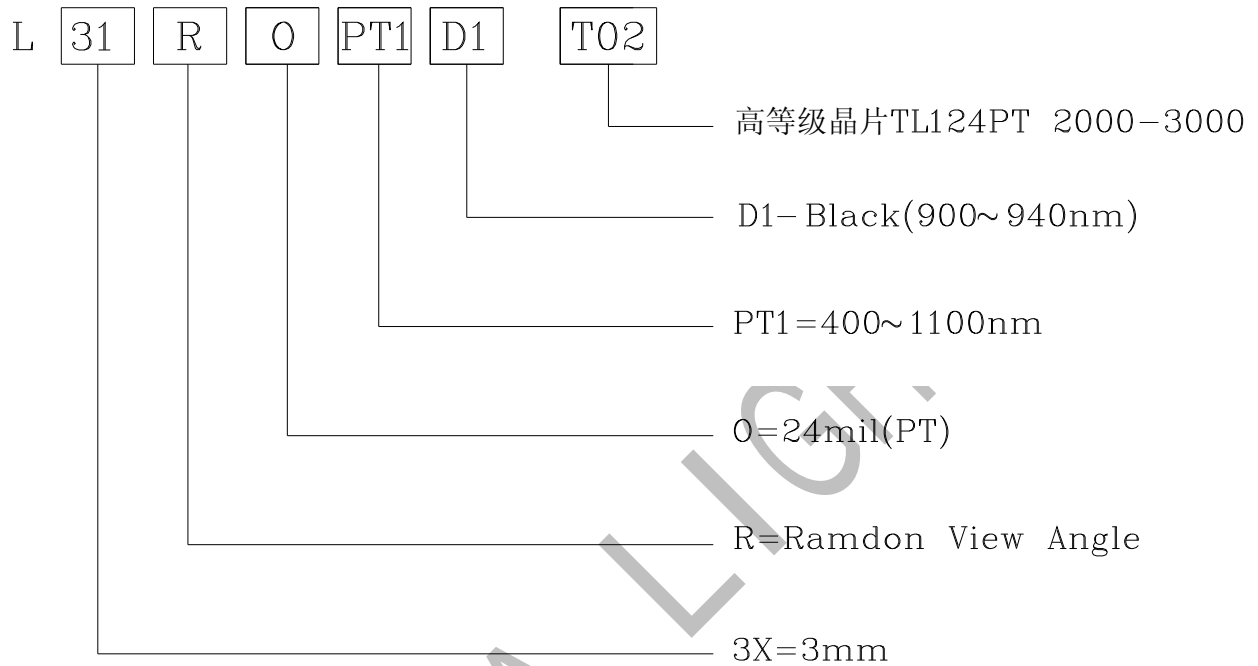 L 31 R O PT1 D1 T02
高等级晶片TL124PT 2000-3000
D1-Black(900~940nm)
PT1=400~1100nm
O=24mil(PT)
R=Ramdon View Angle
3X=3mm
LIGH